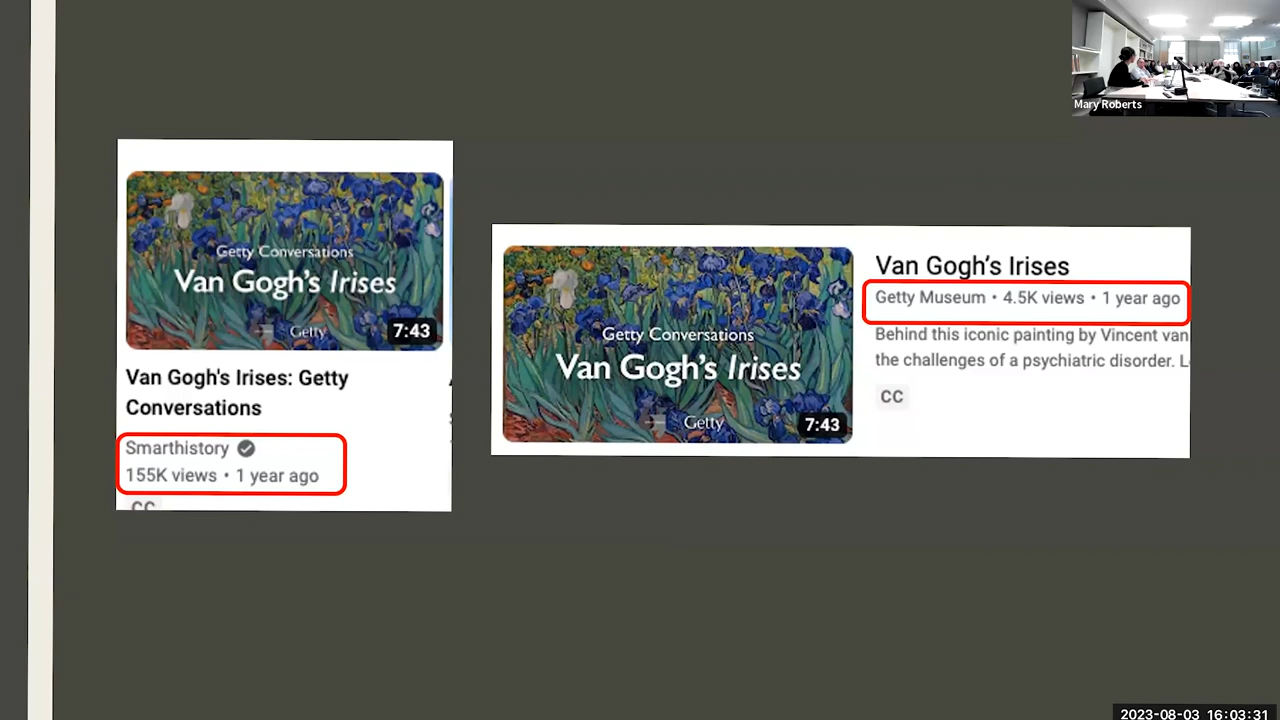 Mary Roberts
Getty Conversations
Van Gogh's Irises
Getty
7:43
Van Gogh's Irises: Getty
Conversations
Smarthistory
155K views • 1 year ago
CC
Getty Conversations
Van Gogh's Irises
Getty
7:43
Van Gogh's Irises
Getty Museum • 4.5K views • 1 year ago
Behind this iconic painting by Vincent van
the challenges of a psychiatric disorder. L
CC
2023-08-03 16:03:31